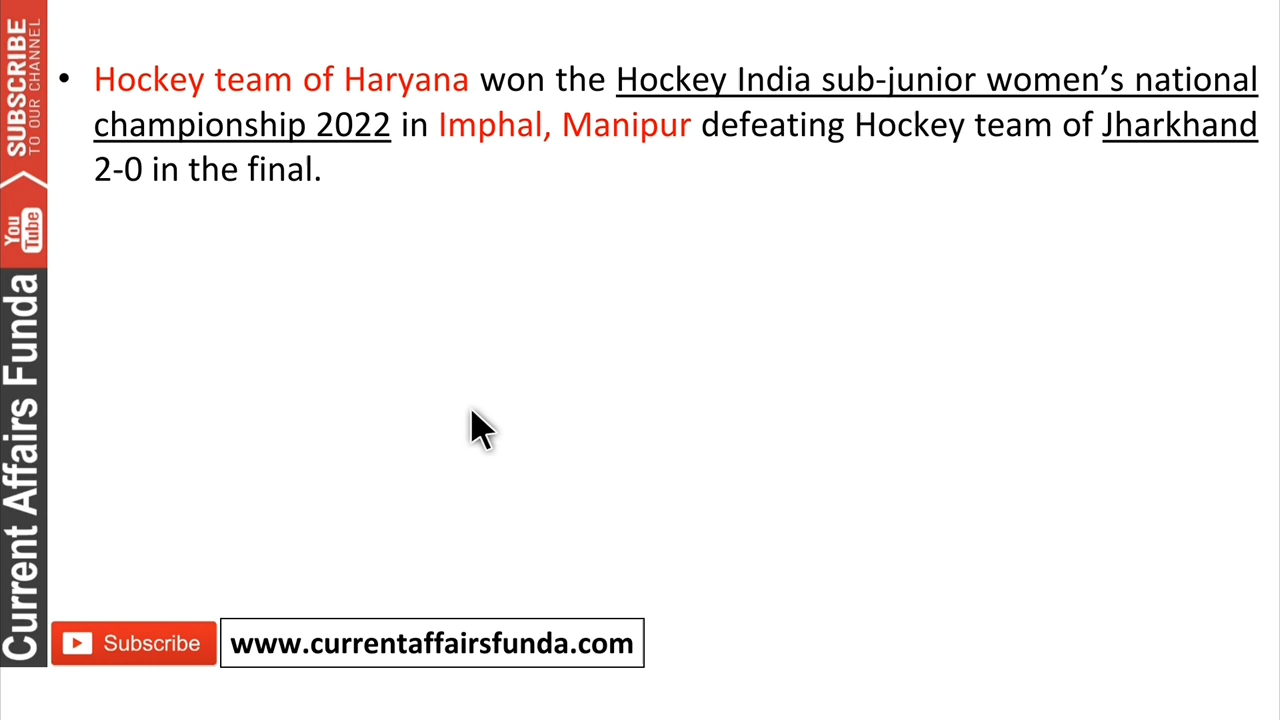 SUBSCRIBE
TO OUR CHANNEL
You
Tube
Current Affairs Funda
• Hockey team of Haryana won the Hockey India sub-junior women’s national
championship 2022 in Imphal, Manipur defeating Hockey team of Jharkhand
2-0 in the final.
Subscribe
www.currentaffairsfunda.com